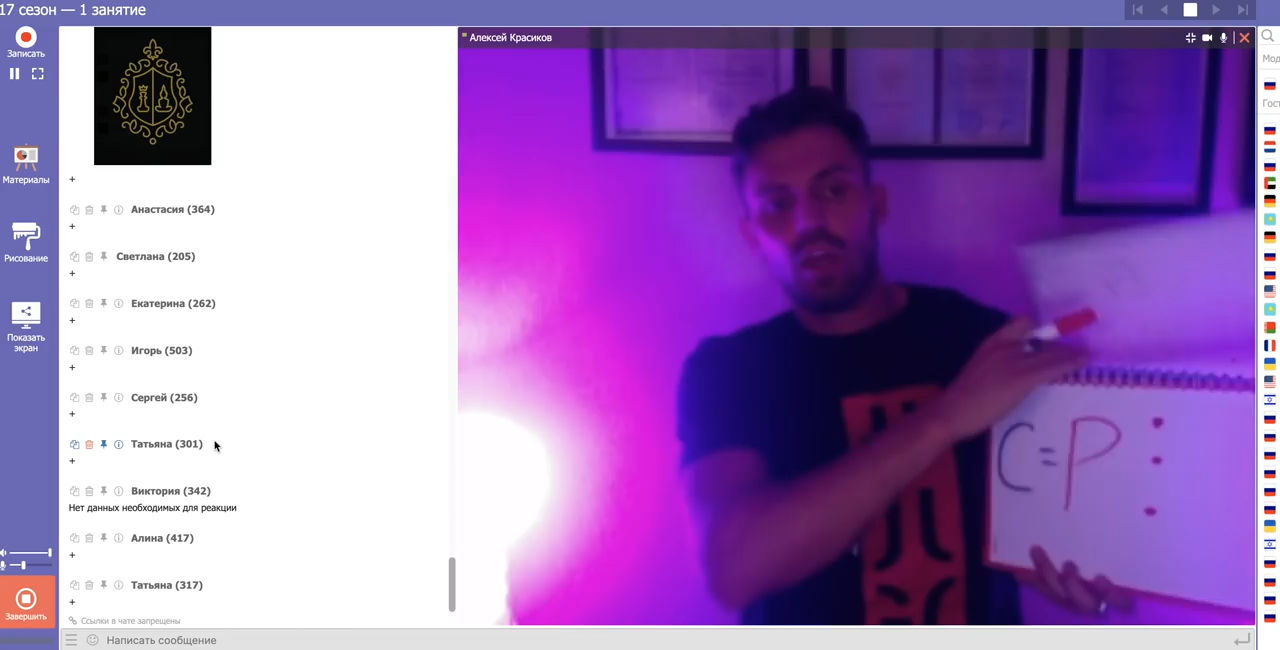 17 сезон — 1 занятие
Записать
Материалы
Рисование
Показать
экран
Завершить
+
Анастасия (364)
+
Светлана (205)
+
Екатерина (262)
+
Игорь (503)
+
Сергей (256)
+
Татьяна (301)
+
Виктория (342)
Нет данных необходимых для реакции
Алина (417)
+
Татьяна (317)
+
Ссылки в чате запрещены
Написать сообщение
Алексей Красиков
C=P:
Мод
Гост